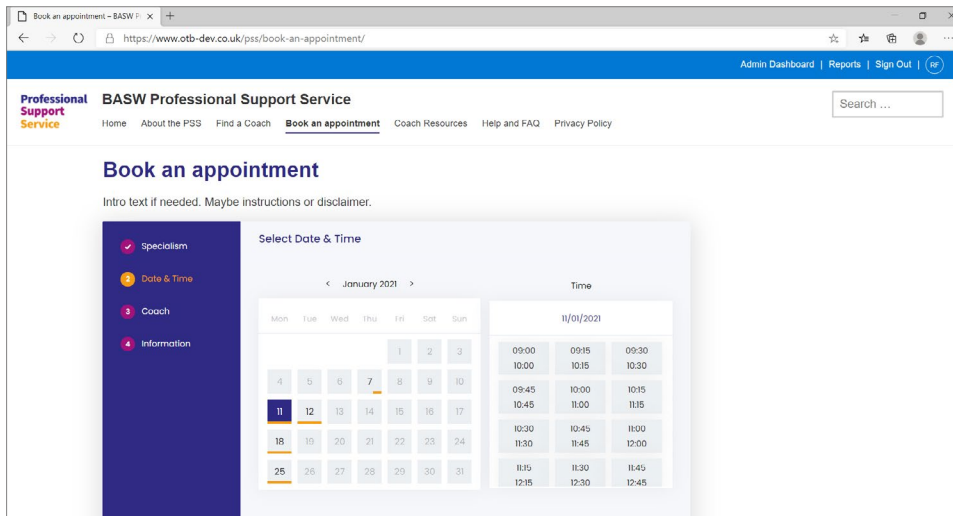 Book an appointment – BASW Pr
https://www.otb-dev.co.uk/pss/book-an-appointment/
Admin Dashboard | Reports | Sign Out | RF
Professional
Support
Service
BASW Professional Support Service
Home About the PSS Find a Coach Book an appointment Coach Resources Help and FAQ Privacy Policy
Search ...
Book an appointment
Intro text if needed. Maybe instructions or disclaimer.
Specialism
2 Date & Time
3 Coach
4 Information
Select Date & Time
< January 2021 >
Mon Tue Wed Thu Fri Sat Sun
1 2 3
4 5 6 7 8 9 10
11 12 13 14 15 16 17
18 19 20 21 22 23 24
25 26 27 28 29 30 31
Time
11/01/2021
09:00 09:15 09:30
10:00 10:15 10:30
09:45 10:00 10:15
10:45 11:00 11:15
10:30 10:45 11:00
11:30 11:45 12:00
11:15 11:30 11:45
12:15 12:30 12:45